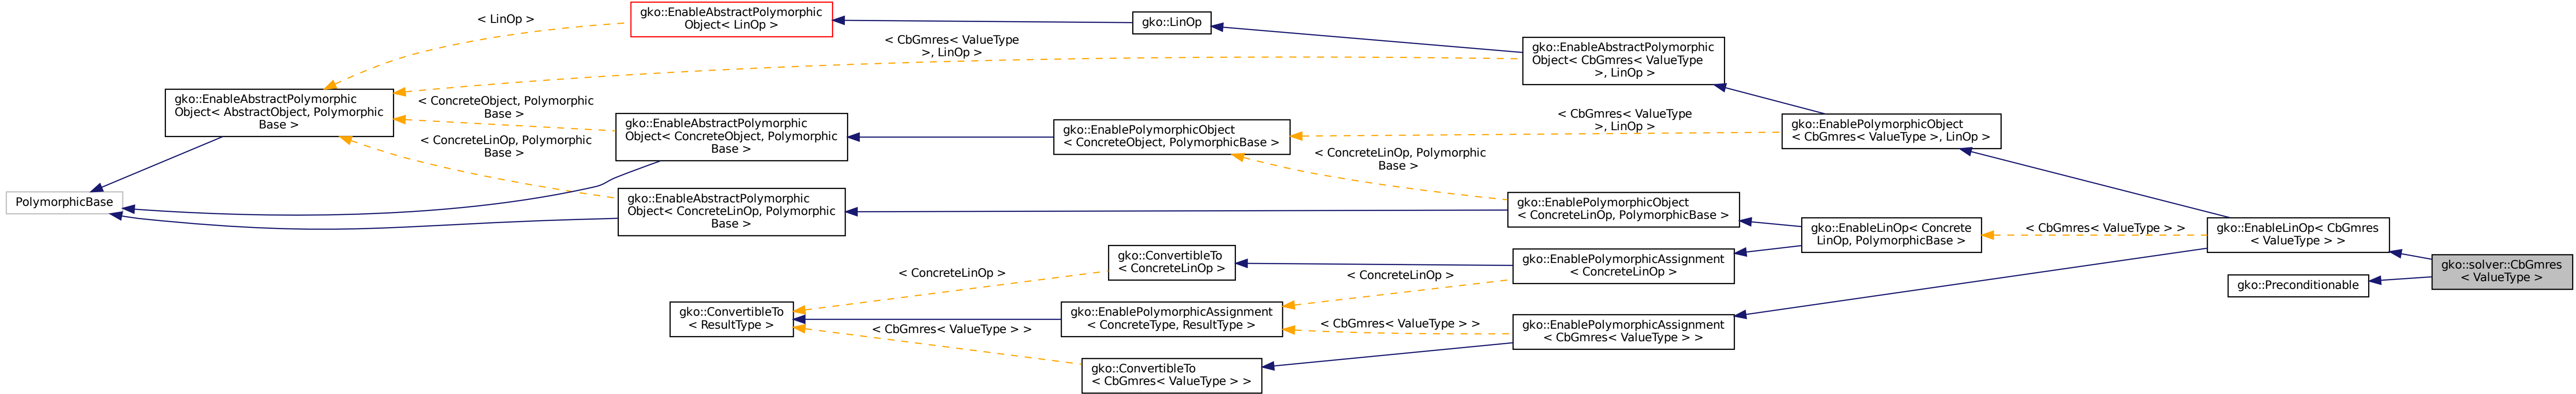 < LinOp >
gko::EnableAbstractPolymorphic
Object< LinOp >
gko::LinOp
< CbGmres< ValueType
>, LinOp >
gko::EnableAbstractPolymorphic
Object< CbGmres< ValueType
>, LinOp >
gko::EnableAbstractPolymorphic
Object< AbstractObject, Polymorphic
Base >
< ConcreteObject, Polymorphic
Base >
< ConcreteLinOp, Polymorphic
Base >
gko::EnableAbstractPolymorphic
Object< ConcreteObject, Polymorphic
Base >
gko::EnablePolymorphicObject
< ConcreteObject, PolymorphicBase >
< CbGmres< ValueType
>, LinOp >
< ConcreteLinOp, Polymorphic
Base >
gko::EnablePolymorphicObject
< CbGmres< ValueType >, LinOp >
PolymorphicBase
gko::EnableAbstractPolymorphic
Object< ConcreteLinOp, Polymorphic
Base >
gko::EnablePolymorphicObject
< ConcreteLinOp, PolymorphicBase >
gko::EnableLinOp< Concrete
LinOp, PolymorphicBase >
< CbGmres< ValueType > >
gko::EnableLinOp< CbGmres
< ValueType > >
gko::solver::CbGmres
< ValueType >
gko::Preconditionable
gko::ConvertibleTo
< ConcreteLinOp >
gko::EnablePolymorphicAssignment
< ConcreteLinOp >
< ConcreteLinOp >
< ConcreteLinOp >
gko::ConvertibleTo
< ResultType >
gko::EnablePolymorphicAssignment
< ConcreteType, ResultType >
< CbGmres< ValueType > >
< CbGmres< ValueType > >
gko::EnablePolymorphicAssignment
< CbGmres< ValueType > >
gko::ConvertibleTo
< CbGmres< ValueType > >